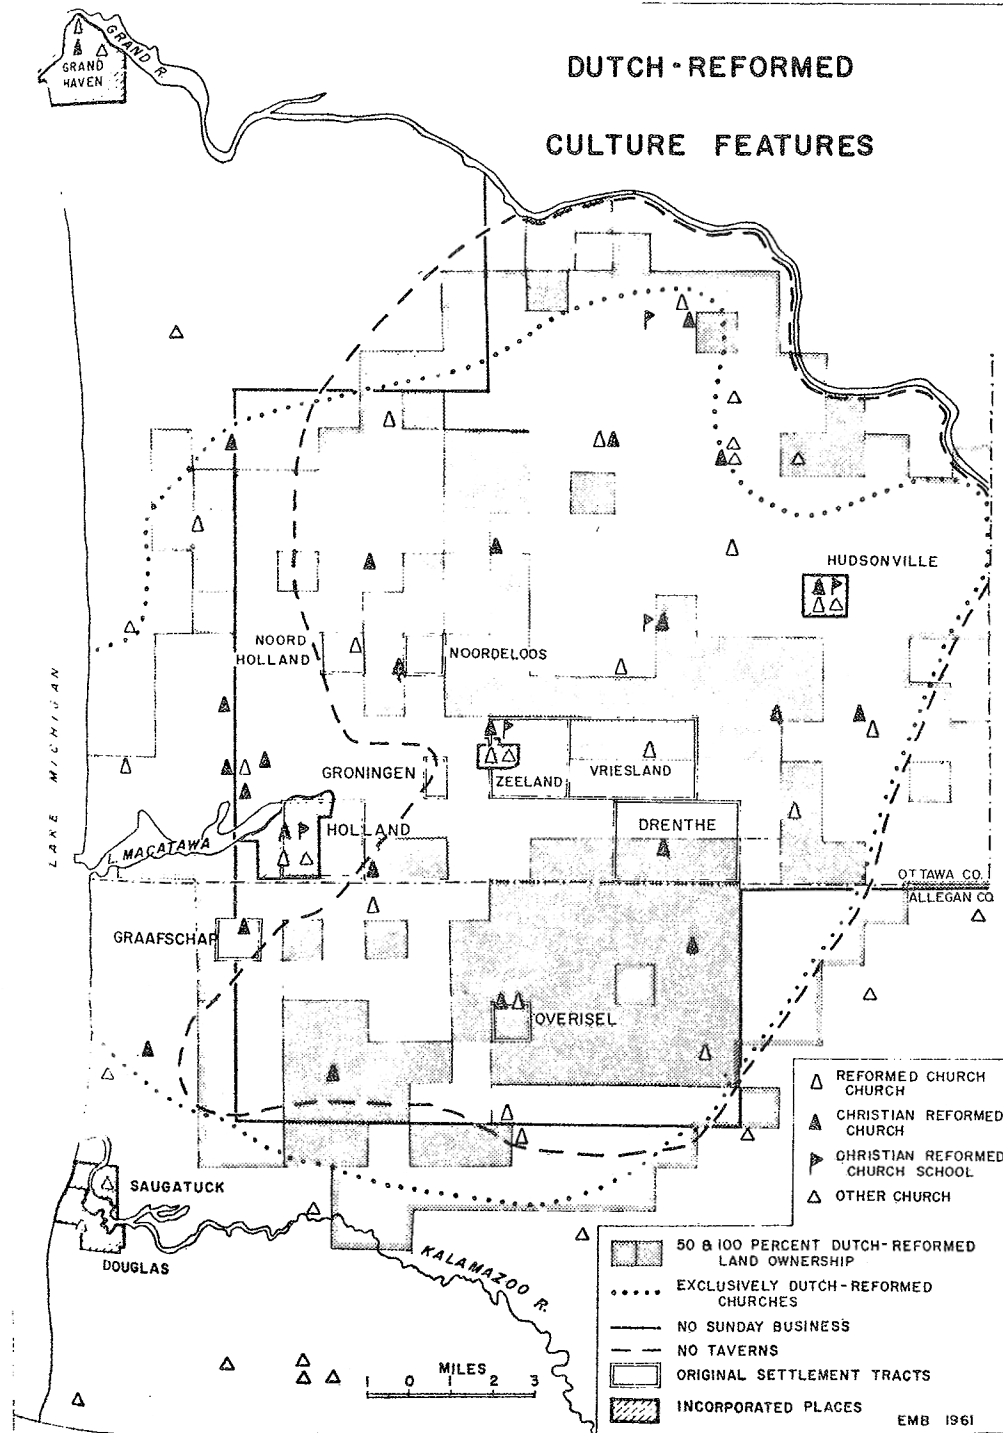 DUTCH-REFORMED
CULTURE FEATURES
GRAND R.
GRAND
HAVEN
HUDSONVILLE
NOORD
HOLLAND
NOORDELOOS
LAKE MICHIGAN
GRONINGEN
ZEELAND
VRIESLAND
HOLLAND
DRENTHE
L. MACATAWA
OTTAWA CO.
ALLEGAN CO.
GRAAFSCHAP
OVERISEL
SAUGATUCK
DOUGLAS
KALAMAZOO R.
REFORMED CHURCH
CHURCH
CHRISTIAN REFORMED
CHURCH
CHRISTIAN REFORMED
CHURCH SCHOOL
OTHER CHURCH
50 & 100 PERCENT DUTCH-REFORMED
LAND OWNERSHIP
EXCLUSIVELY DUTCH-REFORMED
CHURCHES
NO SUNDAY BUSINESS
NO TAVERNS
ORIGINAL SETTLEMENT TRACTS
INCORPORATED PLACES
MILES
1 0 1 2 3
EMB 1961